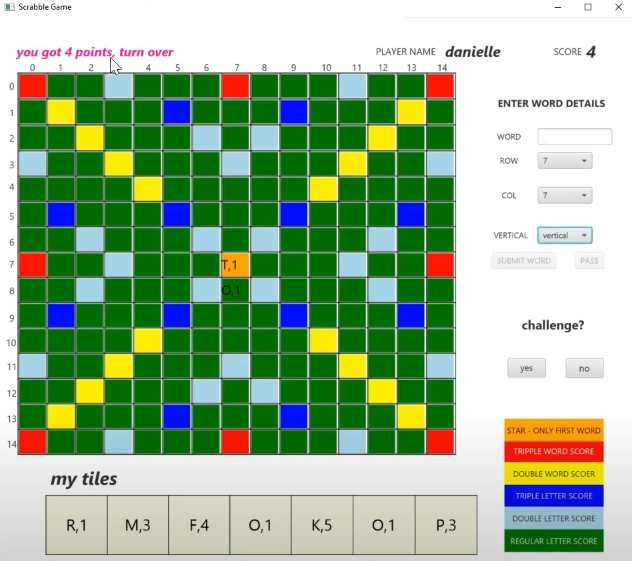 Scrabble Game
you got 4 points, turn over
PLAYER NAME danielle SCORE 4
0 1 2 3 4 5 6 7 8 9 10 11 12 13 14
0
1
2
3
4
5
6
7 T,1
8 O,1
9
10
11
12
13
14
ENTER WORD DETAILS
WORD
ROW 7
COL 7
VERTICAL vertical
SUBMIT WORD PASS
challenge?
yes no
STAR - ONLY FIRST WORD
TRIPPLE WORD SCORE
DOUBLE WORD SCOER
TRIPLE LETTER SCORE
DOUBLE LETTER SCORE
REGULAR LETTER SCORE
my tiles
R,1 M,3 F,4 O,1 K,5 O,1 P,3